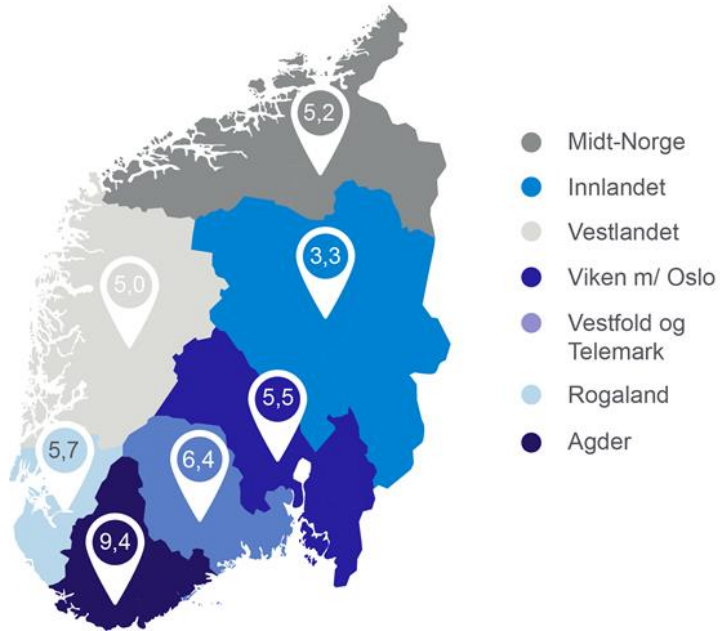 5,2
3,3
5,0
5,5
5,7
6,4
9,4
Midt-Norge
Innlandet
Vestlandet
Viken m/ Oslo
Vestfold og
Telemark
Rogaland
Agder